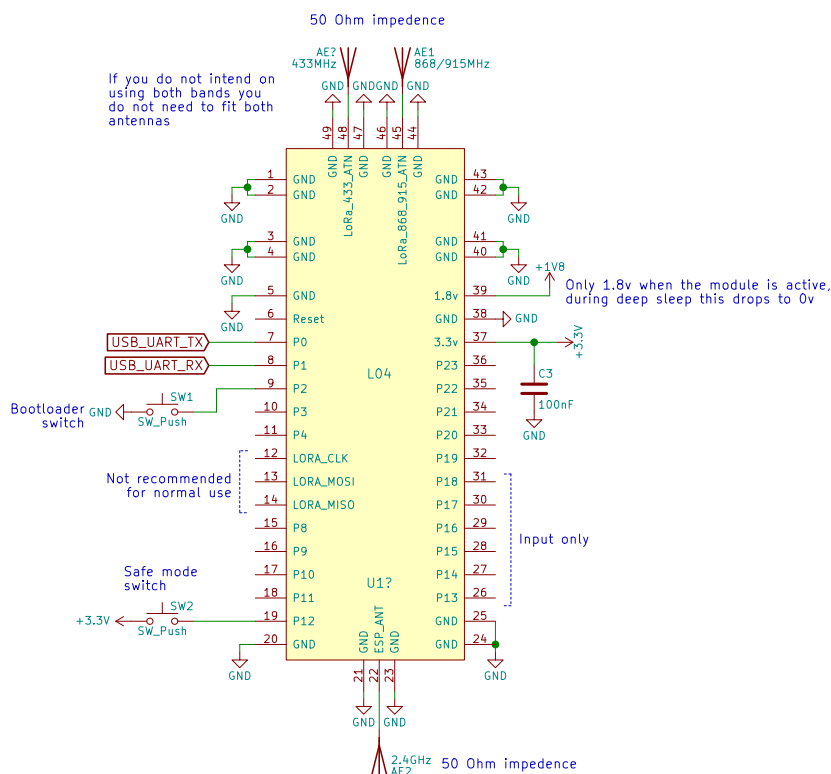 50 Ohm impedence
AE?
433MHz
AE1
868/915MHz
If you do not intend on
using both bands you
do not need to fit both
antennas
GND
GND
GND
GND
49
48
47
46
45
44
GND
LoRa_433_ATN
GND
GND
LoRa_868_915_ATN
GND
1
GND
GND
43
2
GND
GND
42
GND
GND
3
GND
GND
41
4
GND
GND
40
GND
GND
+1V8
Only 1.8v when the module is active,
during deep sleep this drops to 0v
5
GND
1.8v
39
GND
6
Reset
GND
38
GND
USB_UART_TX
7
P0
3.3v
37
+3.3V
USB_UART_RX
8
P1
P23
36
L04
C3
100nF
GND
9
P2
P22
35
SW1
SW_Push
GND
Bootloader
switch
10
P3
P21
34
11
P4
P20
33
12
LORA_CLK
P19
32
Not recommended
for normal use
13
LORA_MOSI
P18
31
14
LORA_MISO
P17
30
15
P8
P16
29
Input only
16
P9
P15
28
17
P10
P14
27
Safe mode
switch
U1?
18
P11
P13
26
SW2
SW_Push
+3.3V
19
P12
GND
25
20
GND
GND
24
GND
GND
GND
ESP_ANT
GND
21
22
23
GND
GND
2.4GHz
AE2
50 Ohm impedence